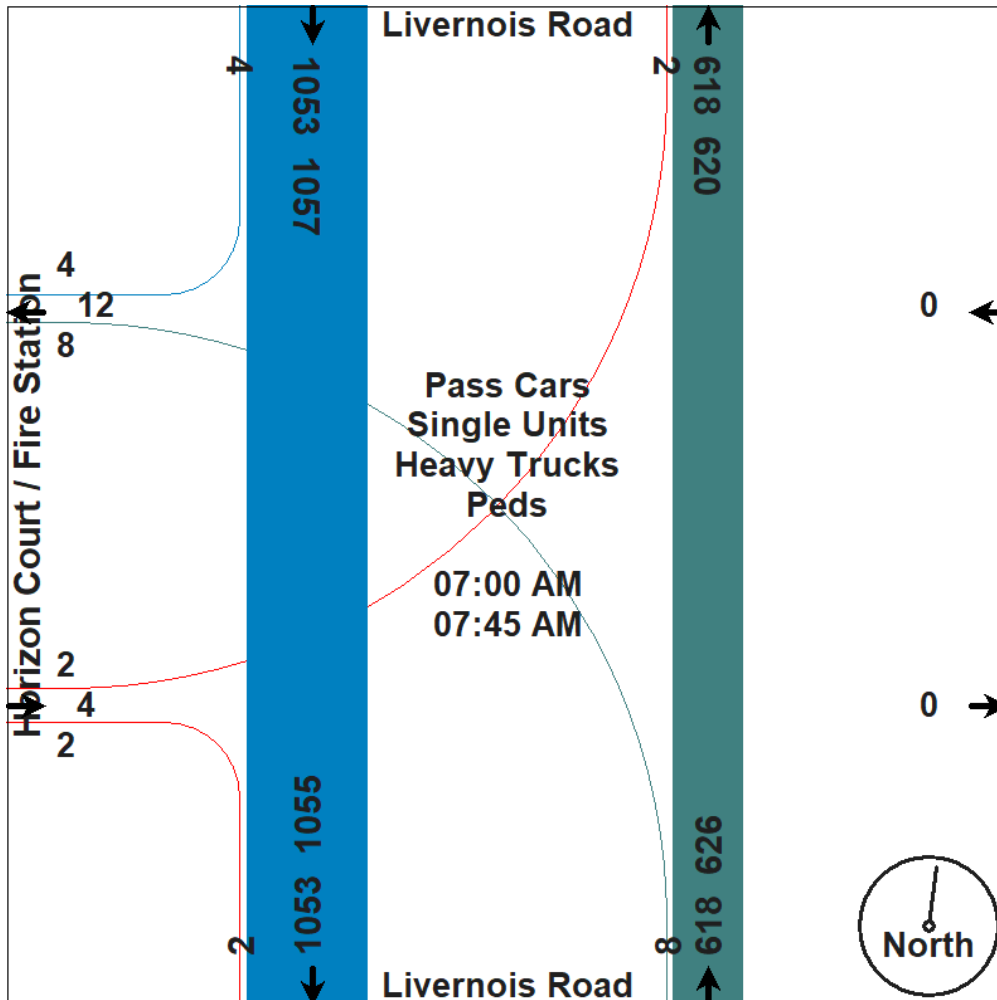 Livernois Road
4
1053 1057
2
618 620
4
12
8
0
Horizon Court / Fire Station
Pass Cars
Single Units
Heavy Trucks
Peds
07:00 AM
07:45 AM
2
4
2
0
2
1053 1055
8
618 626
North
Livernois Road